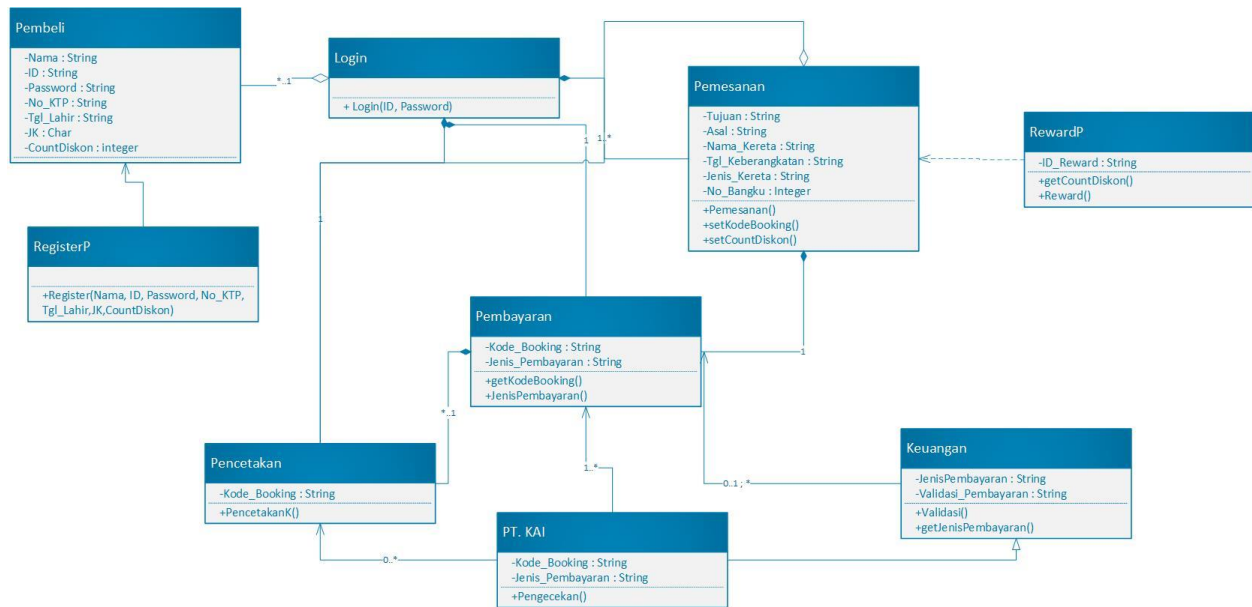 Pembeli
-Nama : String
-ID : String
-Password : String
-No_KTP : String
-Tgl_Lahir : String
-JK : Char
-CountDiskon : integer
*..1
Login
+ Login(ID, Password)
1
1..*
1
Pemesanan
-Tujuan : String
-Asal : String
-Nama_Kereta : String
-Tgl_Keberangkatan : String
-Jenis_Kereta : String
-No_Bangku : Integer
+Pemesanan()
+setKodeBooking()
+setCountDiskon()
RewardP
-ID_Reward : String
+getCountDiskon()
+Reward()
RegisterP
+Register(Nama, ID, Password, No_KTP,
Tgl_Lahir,JK,CountDiskon)
Pembayaran
-Kode_Booking : String
-Jenis_Pembayaran : String
+getKodeBooking()
+JenisPembayaran()
1
*..1
Pencetakan
-Kode_Booking : String
+PencetakanK()
1..*
0..1 ; *
Keuangan
-JenisPembayaran : String
-Validasi_Pembayaran : String
+Validasi()
+getJenisPembayaran()
PT. KAI
-Kode_Booking : String
-Jenis_Pembayaran : String
+Pengecekan()
0..*